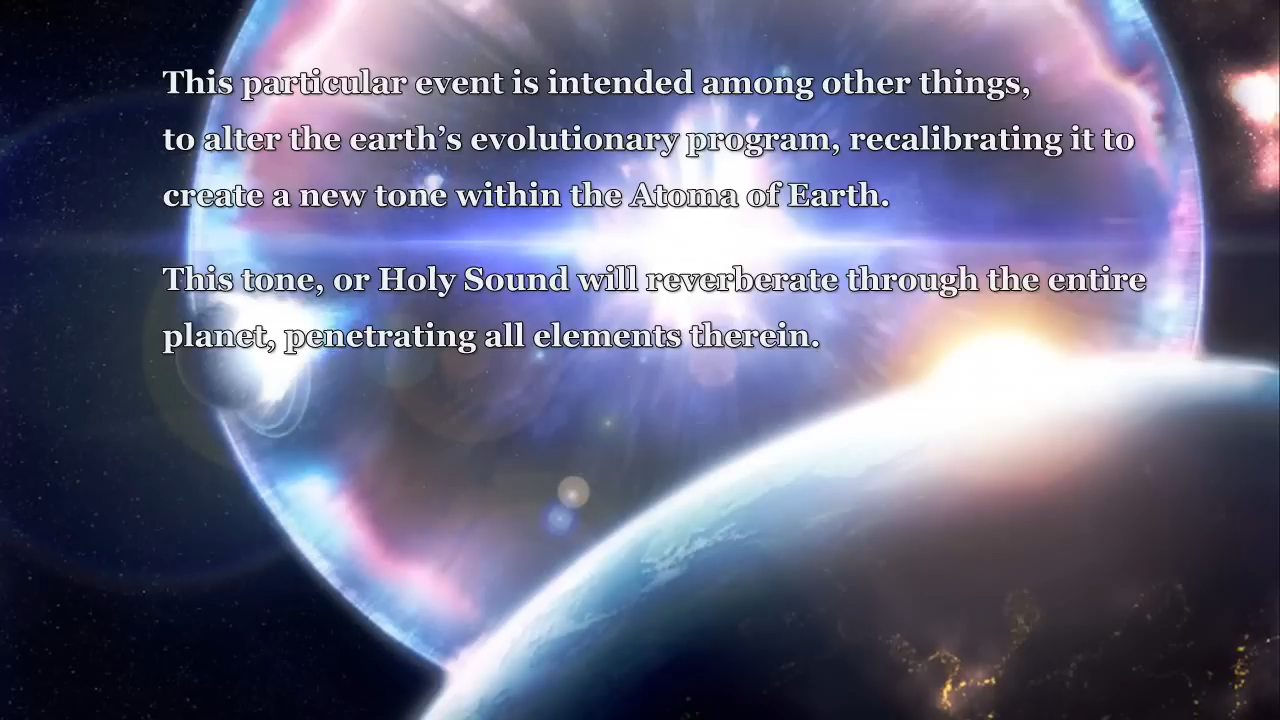 This particular event is intended among other things,
to alter the earth’s evolutionary program, recalibrating it to
create a new tone within the Atoma of Earth.
This tone, or Holy Sound will reverberate through the entire
planet, penetrating all elements therein.